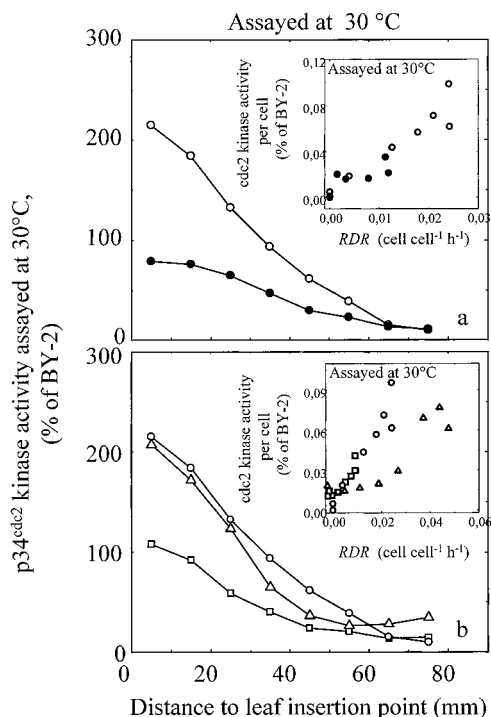 Assayed at 30 °C
p34cdc2 kinase activity assayed at 30°C,
(% of BY-2)
300
200
100
0
a
Assayed at 30°C
cdc2 kinase activity
per cell
(% of BY-2)
0,12
0,08
0,04
0,00
0,00
0,01
0,02
0,03
RDR (cell cell-1 h-1)
300
200
100
0
b
Assayed at 30°C
cdc2 kinase activity
per cell
(% of BY-2)
0,09
0,06
0,03
0,00
0,00
0,02
0,04
0,06
RDR (cell cell-1 h-1)
0
20
40
60
80
Distance to leaf insertion point (mm)